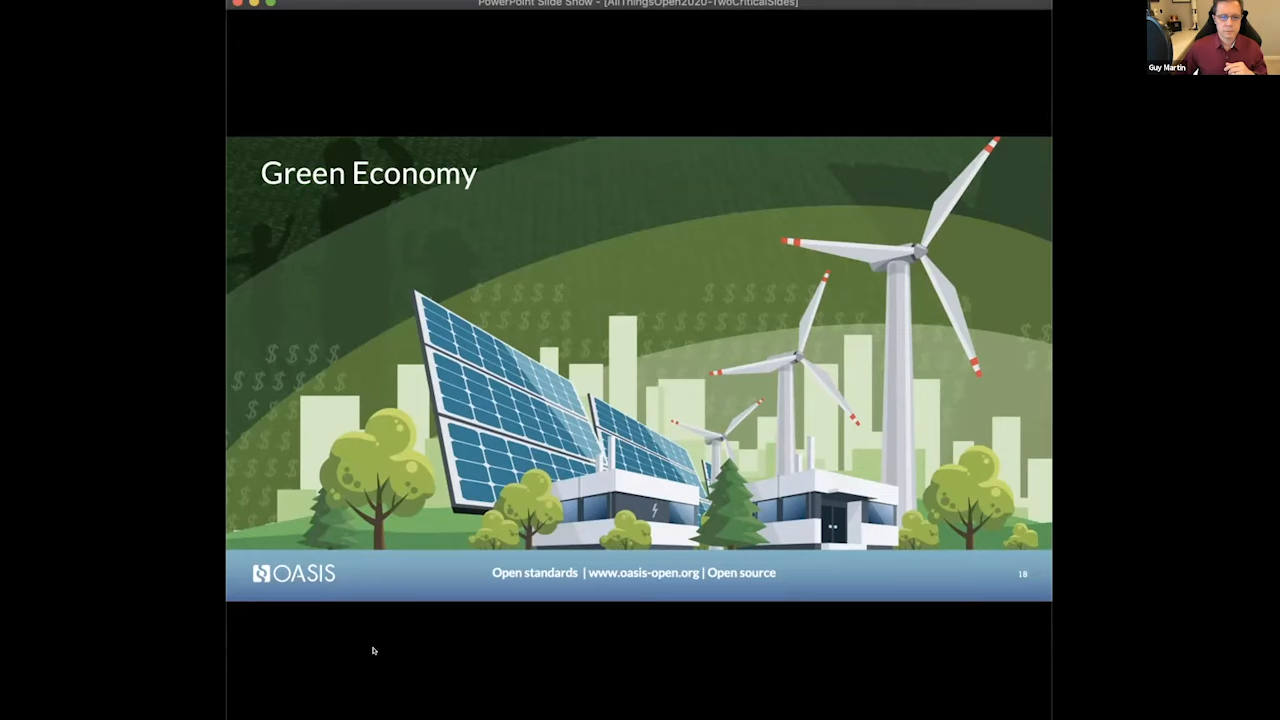 PowerPoint Slide Show - [AllThingsOpen2020-TwoCriticalSides]
Guy Martin
Green Economy
$ $ $ $ $
$ $ $ $ $ $
OASIS
Open standards | www.oasis-open.org | Open source
18